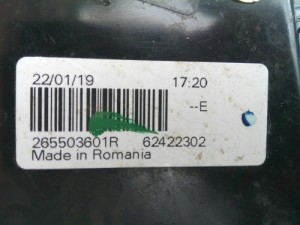 22/01/19 17:20
--E
265503601R 62422302
Made in Romania